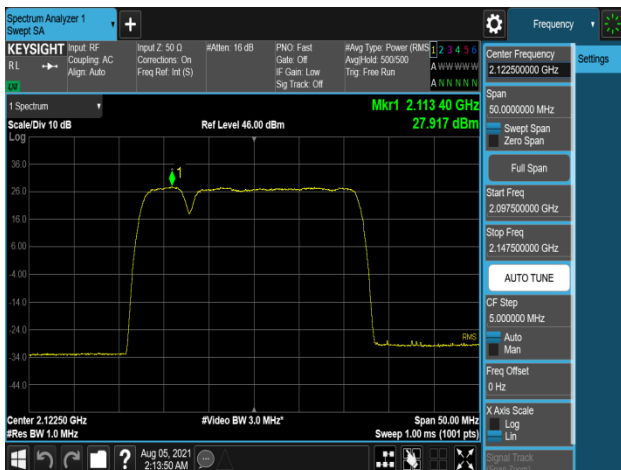 Spectrum Analyzer 1
Swept SA
+
Frequency
KEYSIGHT
Input: RF
Input Z: 50 Ω
#Atten: 16 dB
PNO: Fast
#Avg Type: Power (RMS
1 2 3 4 5 6
RL
Coupling: AC
Corrections: On
Gate: Off
Avg|Hold: 500/500
A W W W W W
Align: Auto
Freq Ref: Int (S)
IF Gain: Low
Trig: Free Run
Sig Track: Off
A N N N N N
LXI
1 Spectrum
Mkr1 2.113 40 GHz
Scale/Div 10 dB
Ref Level 46.00 dBm
27.917 dBm
Log
36.0
26.0
16.0
6.00
-4.00
-14.0
-24.0
-34.0
-44.0
1
RMS
Center 2.12250 GHz
#Video BW 3.0 MHz*
Span 50.00 MHz
#Res BW 1.0 MHz
Sweep 1.00 ms (1001 pts)
?
Aug 05, 2021
2:13:50 AM
Center Frequency
2.122500000 GHz
Settings
Span
50.0000000 MHz
Swept Span
Zero Span
Full Span
Start Freq
2.097500000 GHz
Stop Freq
2.147500000 GHz
AUTO TUNE
CF Step
5.000000 MHz
Auto
Man
Freq Offset
0 Hz
X Axis Scale
Log
Lin
Signal Track